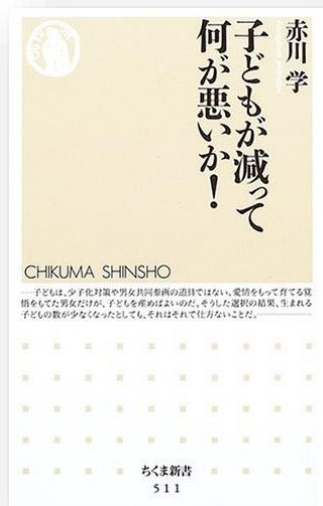 赤川 学
子どもが減って
何が悪いか!
CHIKUMA SHINSHO
――子どもは、少子化対策や男女共同参画の道具ではない。愛情をもって育てる覚
悟をもてた男女だけが、子どもを産めばよいのだ。そうした選択の結果、生まれる
子どもの数が少なくなったとしても、それはそれで仕方ないことだ。――
ちくま新書
511